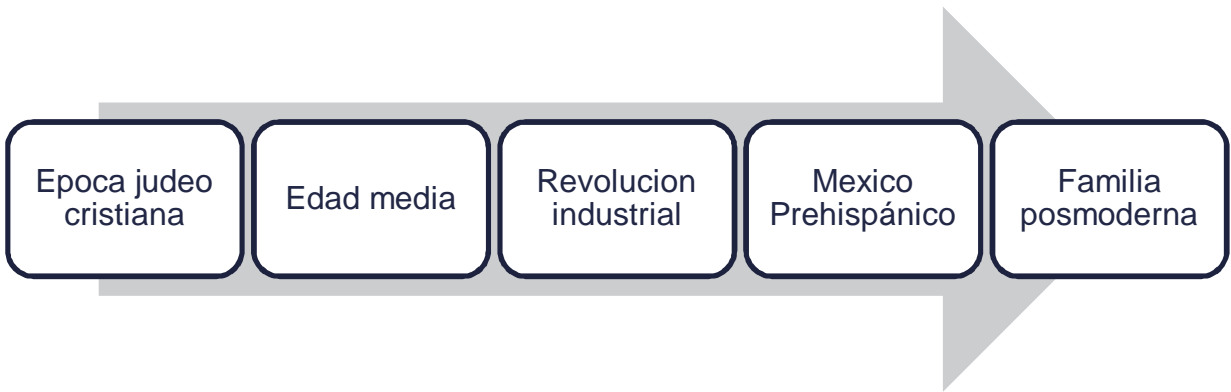 Epoca judeo
cristiana
Edad media
Revolucion
industrial
Mexico
Prehispánico
Familia
posmoderna